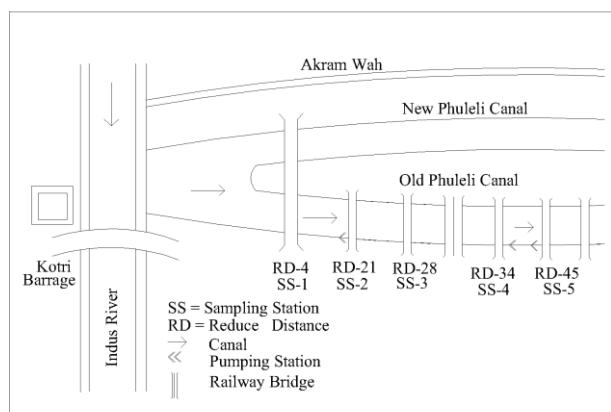 Akram Wah
New Phuleli Canal
Old Phuleli Canal
Kotri
Barrage
Indus River
RD-4
SS-1
RD-21
SS-2
RD-28
SS-3
RD-34
SS-4
RD-45
SS-5
SS = Sampling Station
RD = Reduce Distance
Canal
Pumping Station
Railway Bridge